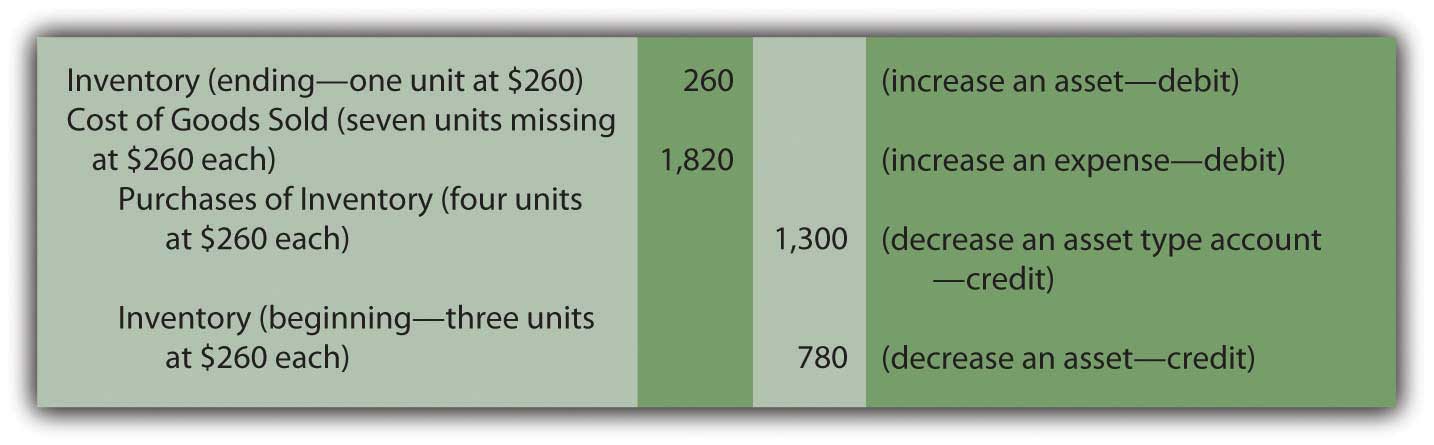 Inventory (ending—one unit at $260) 260 (increase an asset—debit)
Cost of Goods Sold (seven units missing
at $260 each) 1,820 (increase an expense—debit)
Purchases of Inventory (four units
at $260 each) 1,300 (decrease an asset type account
—credit)
Inventory (beginning—three units
at $260 each) 780 (decrease an asset—credit)